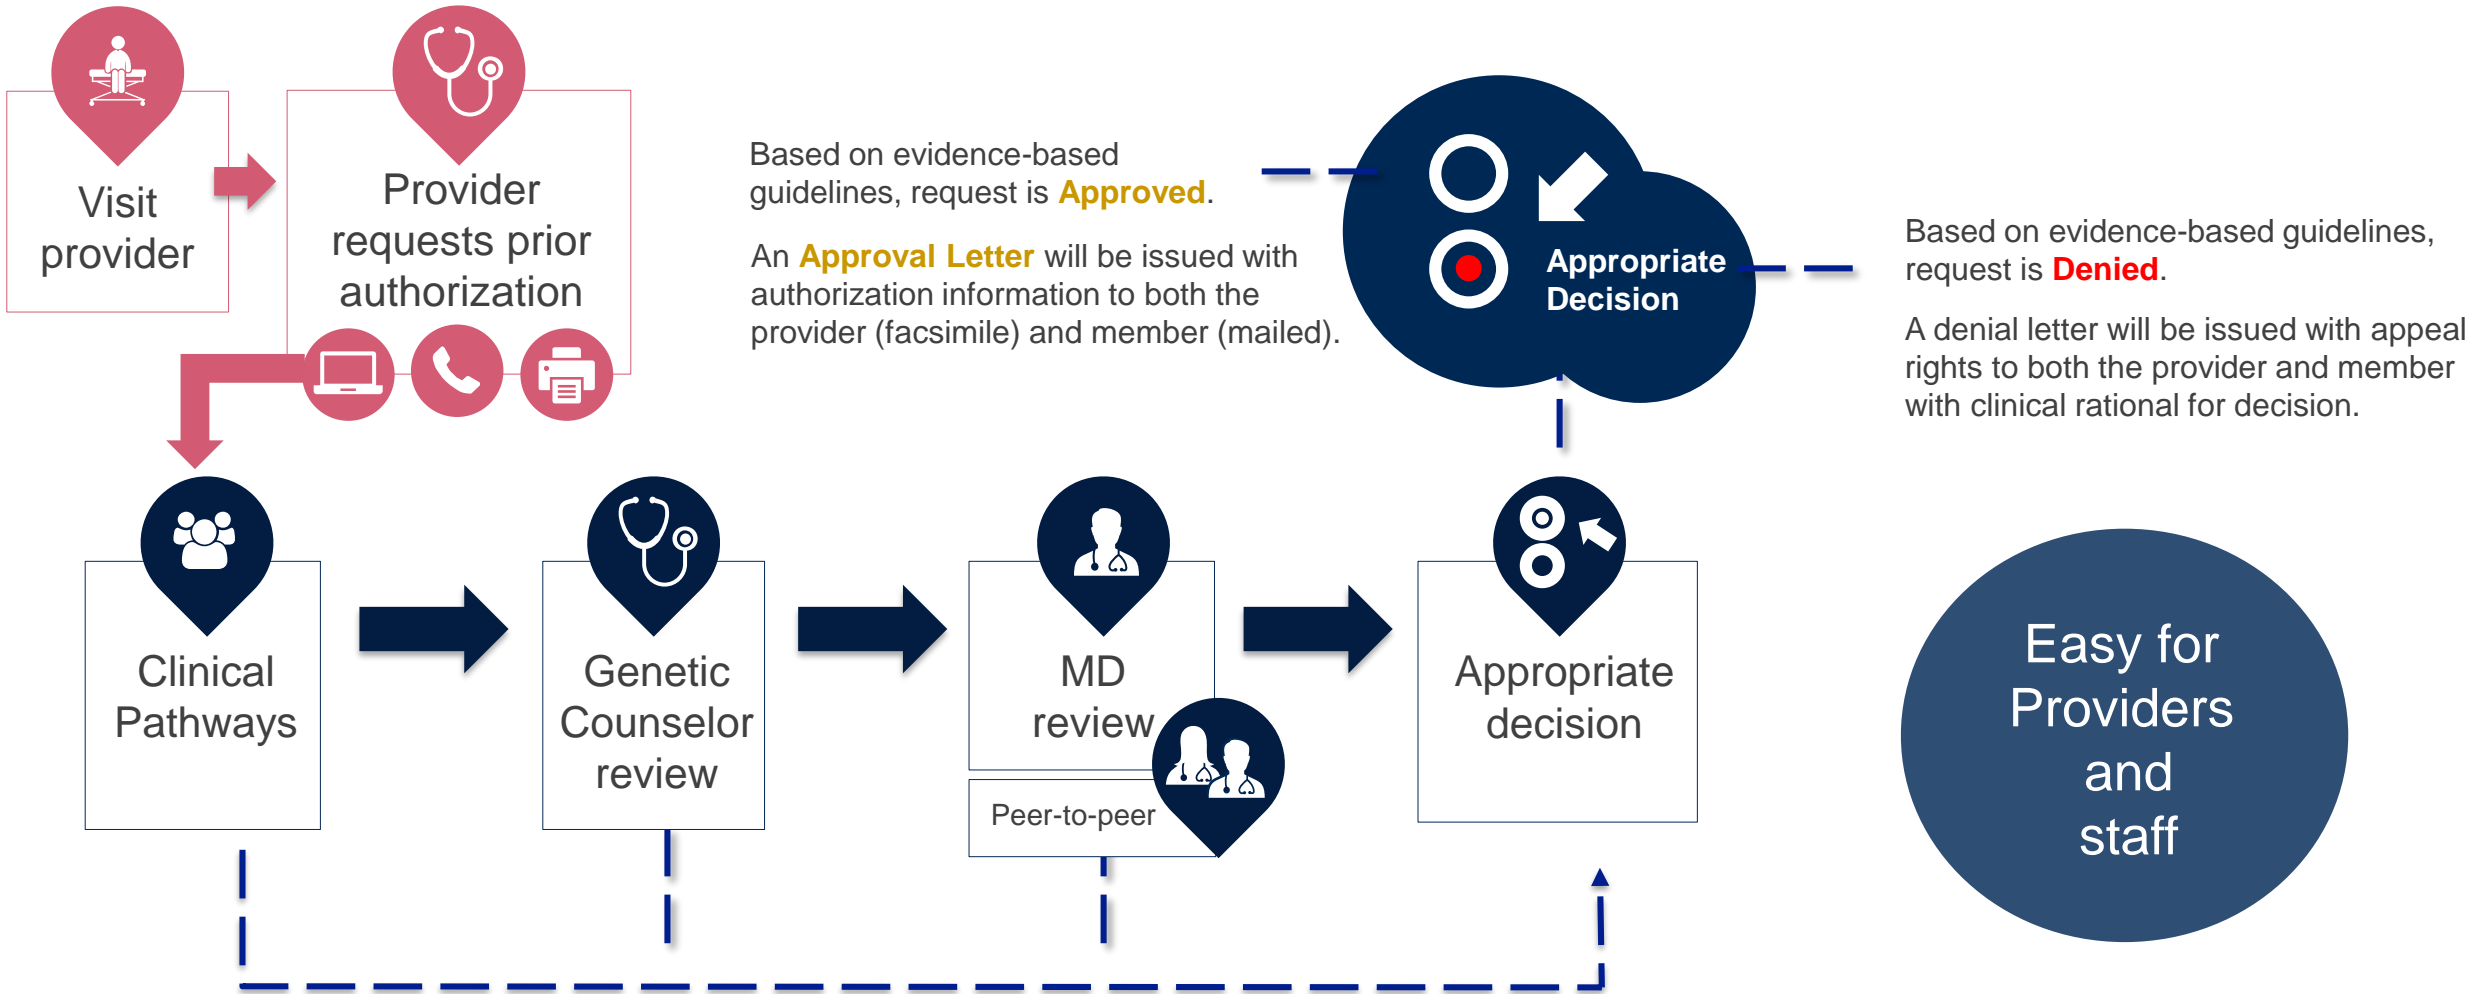 Visit
provider
Provider
requests prior
authorization
Based on evidence-based
guidelines, request is Approved.
An Approval Letter will be issued with
authorization information to both the
provider (facsimile) and member (mailed).
Appropriate
Decision
Based on evidence-based guidelines,
request is Denied.
A denial letter will be issued with appeal
rights to both the provider and member
with clinical rational for decision.
Clinical
Pathways
Genetic
Counselor
review
MD
review
Peer-to-peer
Appropriate
decision
Easy for
Providers
and
staff